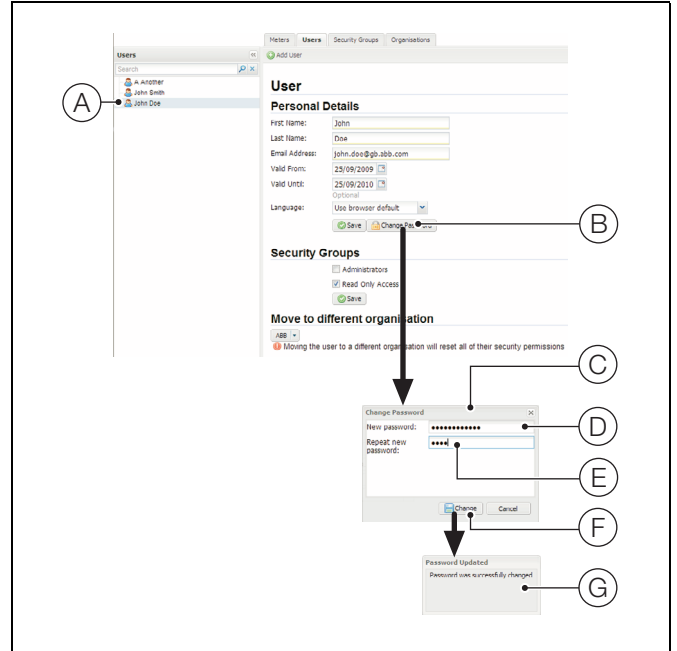 Meters Users Security Groups Organisations
Users «
Add User
Search
A Another
John Smith
John Doe
A
User
Personal Details
First Name: John
Last Name: Doe
Email Address: john.doe@gb.abb.com
Valid From: 25/09/2009
Valid Until: 25/09/2010
Optional
Language: Use browser default
Save Change
B
Security Groups
Administrators
Read Only Access
Save
Move to different organisation
ABB
Moving the user to a different organisation will reset all of their security permissions
C
Change Password
New password: ••••••••••••
D
Repeat new ••••
password:
E
Change Cancel
F
Password Updated
Password was successfully changed
G